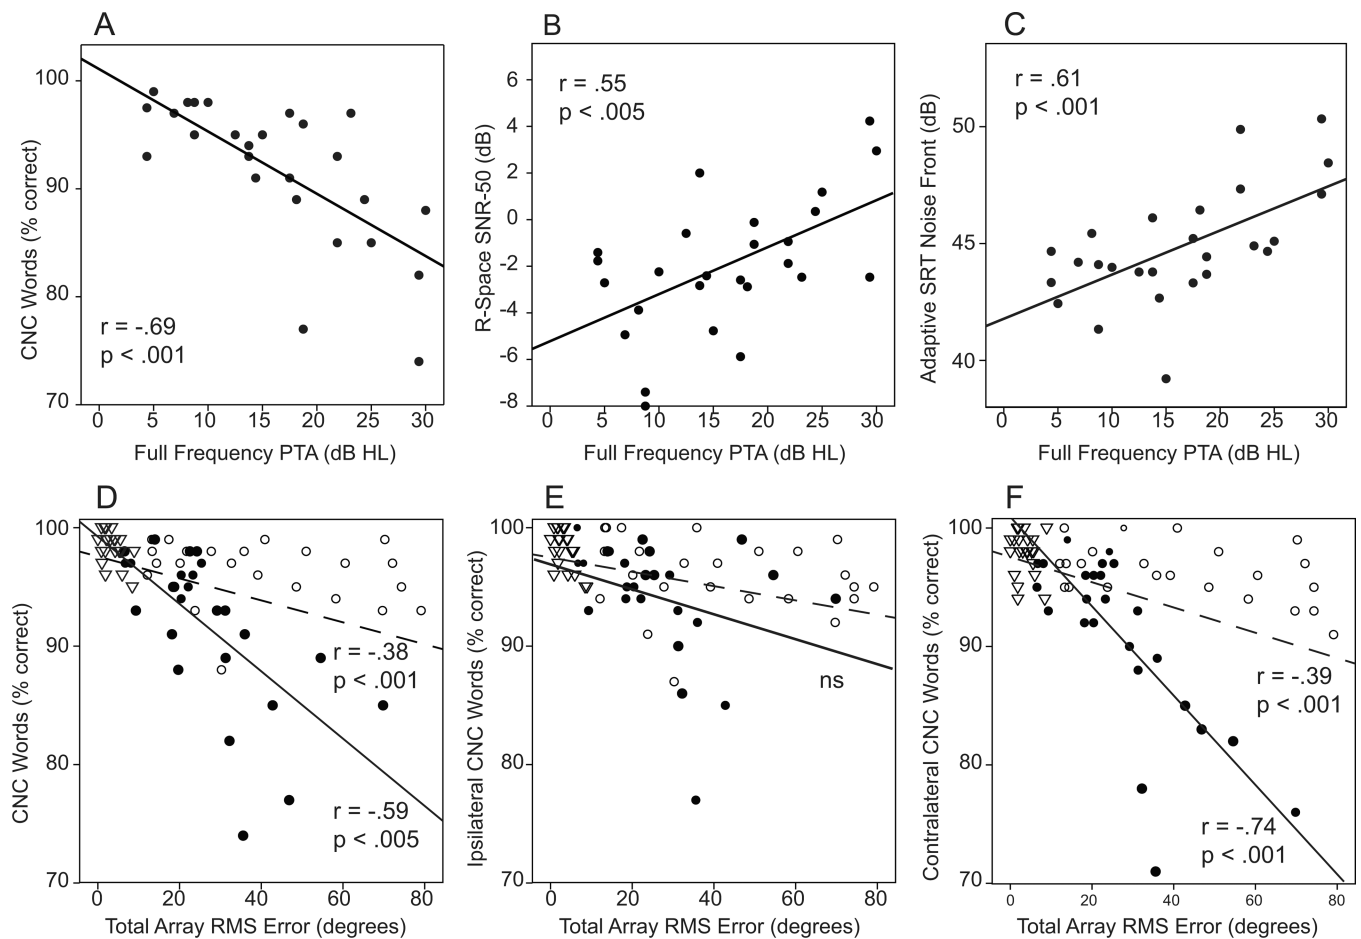 A
CNC Words (% correct)
100
90
80
70
r = -.69
p < .001
0 5 10 15 20 25 30
Full Frequency PTA (dB HL)
B
R-Space SNR-50 (dB)
6
4
2
0
-2
-4
-6
-8
r = .55
p < .005
0 5 10 15 20 25 30
Full Frequency PTA (dB HL)
C
Adaptive SRT Noise Front (dB)
50
45
40
r = .61
p < .001
0 5 10 15 20 25 30
Full Frequency PTA (dB HL)
D
CNC Words (% correct)
100
90
80
70
r = -.38
p < .001
r = -.59
p < .005
0 20 40 60 80
Total Array RMS Error (degrees)
E
Ipsilateral CNC Words (% correct)
100
90
80
70
ns
0 20 40 60 80
Total Array RMS Error (degrees)
F
Contralateral CNC Words (% correct)
100
90
80
70
r = -.39
p < .001
r = -.74
p < .001
0 20 40 60 80
Total Array RMS Error (degrees)